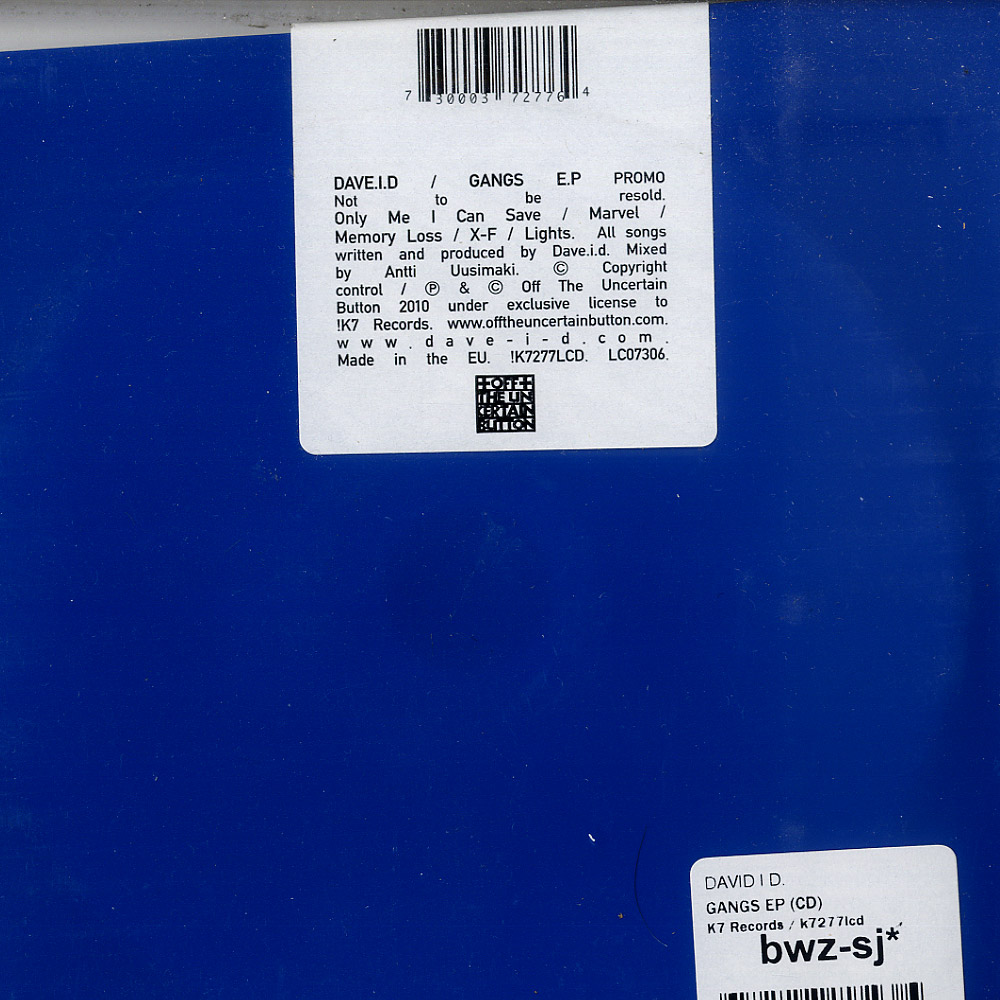 7 30003 72776 4
DAVE.I.D / GANGS E.P PROMO
Not to be resold.
Only Me I Can Save / Marvel /
Memory Loss / X-F / Lights. All songs
written and produced by Dave.i.d. Mixed
by Antti Uusimaki. © Copyright
control / ℗ & © Off The Uncertain
Button 2010 under exclusive license to
!K7 Records. www.offtheuncertainbutton.com.
www.dave-i-d.com.
Made in the EU. !K7277LCD. LC07306.
+OFF+
THE UN
CERTAIN
BUTTON
DAVID I D.
GANGS EP (CD)
K7 Records / k7277lcd
bwz-sj*